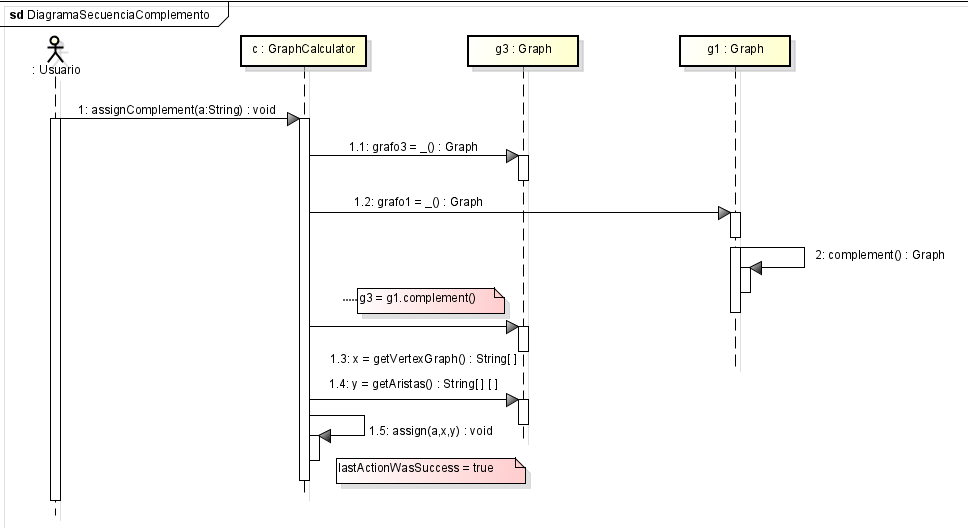 sd DiagramaSecuenciaComplemento
: Usuario
c : GraphCalculator
g3 : Graph
g1 : Graph
1: assignComplement(a:String) : void
1.1: grafo3 = _() : Graph
1.2: grafo1 = _() : Graph
2: complement() : Graph
g3 = g1.complement()
1.3: x = getVertexGraph() : String[ ]
1.4: y = getAristas() : String[ ] [ ]
1.5: assign(a,x,y) : void
lastActionWasSuccess = true